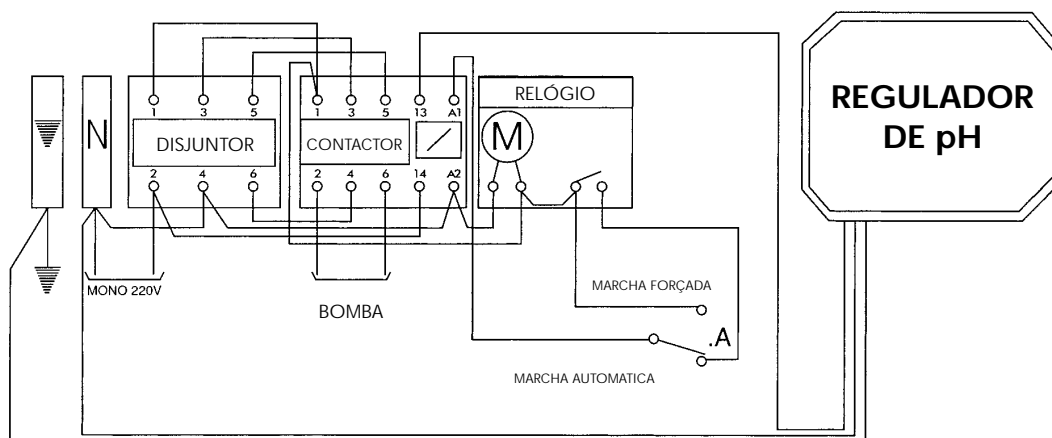 1 3 5 1 3 5 13 A1
RELÓGIO
M
REGULADOR
DE pH
N
DISJUNTOR
CONTACTOR
2 4 6 2 4 6 14 A2
MONO 220V
BOMBA
MARCHA FORÇADA
.A
MARCHA AUTOMATICA